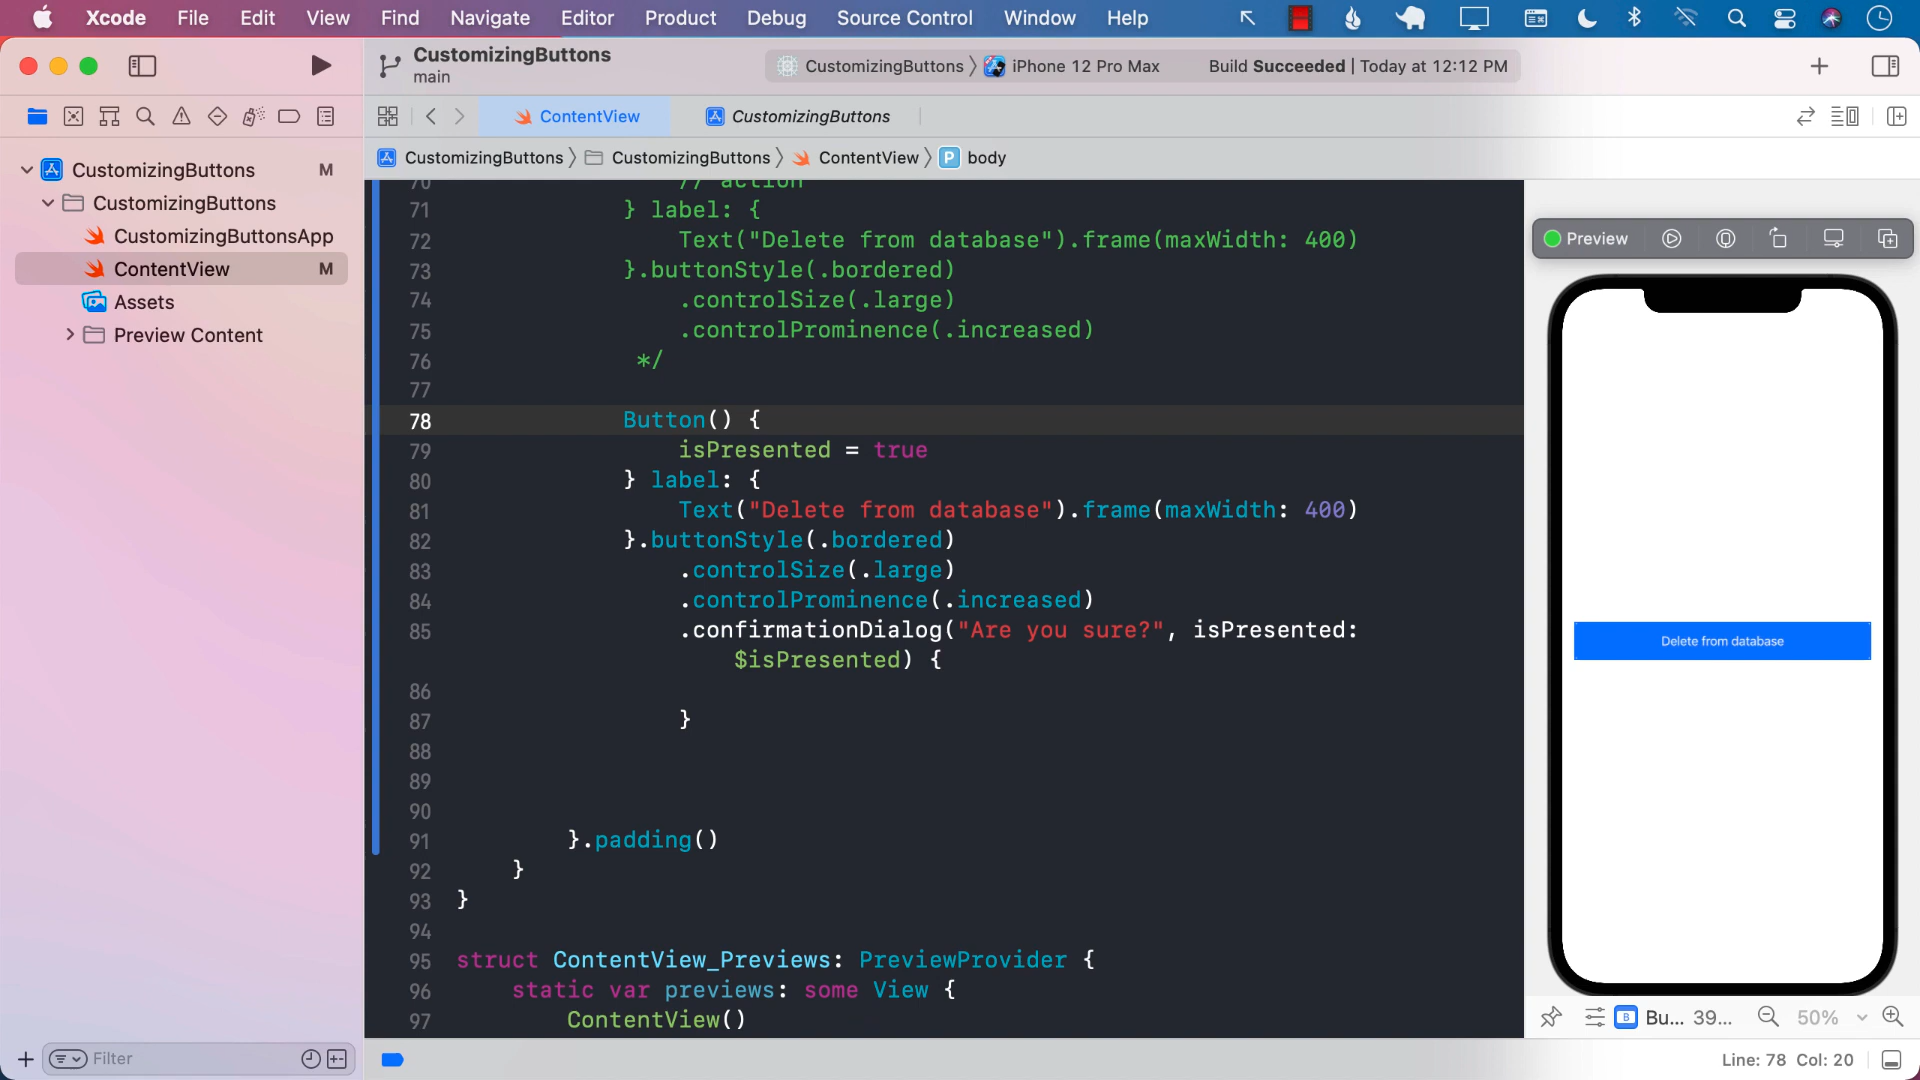 Xcode File Edit View Find Navigate Editor Product Debug Source Control Window Help
CustomizingButtons
main
CustomizingButtons iPhone 12 Pro Max Build Succeeded | Today at 12:12 PM
ContentView CustomizingButtons
CustomizingButtons CustomizingButtons ContentView P body
CustomizingButtons M
CustomizingButtons
CustomizingButtonsApp
ContentView M
Assets
Preview Content
70 // action
71 } label: {
72 Text("Delete from database").frame(maxWidth: 400)
73 }.buttonStyle(.bordered)
74 .controlSize(.large)
75 .controlProminence(.increased)
76 */
77
78 Button() {
79 isPresented = true
80 } label: {
81 Text("Delete from database").frame(maxWidth: 400)
82 }.buttonStyle(.bordered)
83 .controlSize(.large)
84 .controlProminence(.increased)
85 .confirmationDialog("Are you sure?", isPresented:
$isPresented) {
86
87 }
88
89
90
91 }.padding()
92 }
93 }
94
95 struct ContentView_Previews: PreviewProvider {
96 static var previews: some View {
97 ContentView()
Preview
Delete from database
B Bu... 39... 50%
Filter
Line: 78 Col: 20